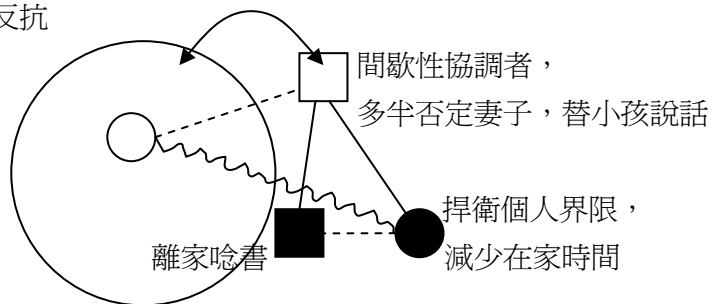 反抗
間歇性協調者，
多半否定妻子，替小孩說話
捍衛個人界限，
離家唸書
減少在家時間